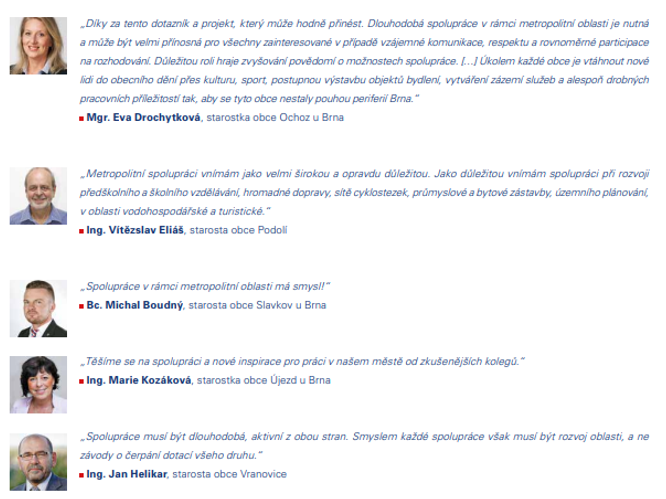 „Díky za tento dotazník a projekt, který může hodně přinést. Dlouhodobá spolupráce v rámci metropolitní oblasti je nutná
a může být velmi přínosná pro všechny zainteresované v případě vzájemné komunikace, respektu a rovnoměrné participace
na rozhodování. Důležitou roli hraje zvyšování povědomí o možnostech spolupráce. […] Úkolem každé obce je vtáhnout nové
lidi do obecního dění přes kulturu, sport, postupnou výstavbu objektů bydlení, vytváření zázemí služeb a alespoň drobných
pracovních příležitostí tak, aby se tyto obce nestaly pouhou periferií Brna.“
Mgr. Eva Drochytková, starostka obce Ochoz u Brna
„Metropolitní spolupráci vnímám jako velmi širokou a opravdu důležitou. Jako důležitou vnímám spolupráci při rozvoji
předškolního a školního vzdělávání, hromadné dopravy, sítě cyklostezek, průmyslové a bytové zástavby, územního plánování,
v oblasti vodohospodářské a turistické.“
Ing. Vítězslav Eliáš, starosta obce Podolí
„Spolupráce v rámci metropolitní oblasti má smysl!“
Bc. Michal Boudný, starosta obce Slavkov u Brna
„Těšíme se na spolupráci a nové inspirace pro práci v našem městě od zkušenějších kolegů.“
Ing. Marie Kozáková, starostka obce Újezd u Brna
„Spolupráce musí být dlouhodobá, aktivní z obou stran. Smyslem každé spolupráce však musí být rozvoj oblasti, a ne
závody o čerpání dotací všeho druhu.“
Ing. Jan Helikar, starosta obce Vranovice